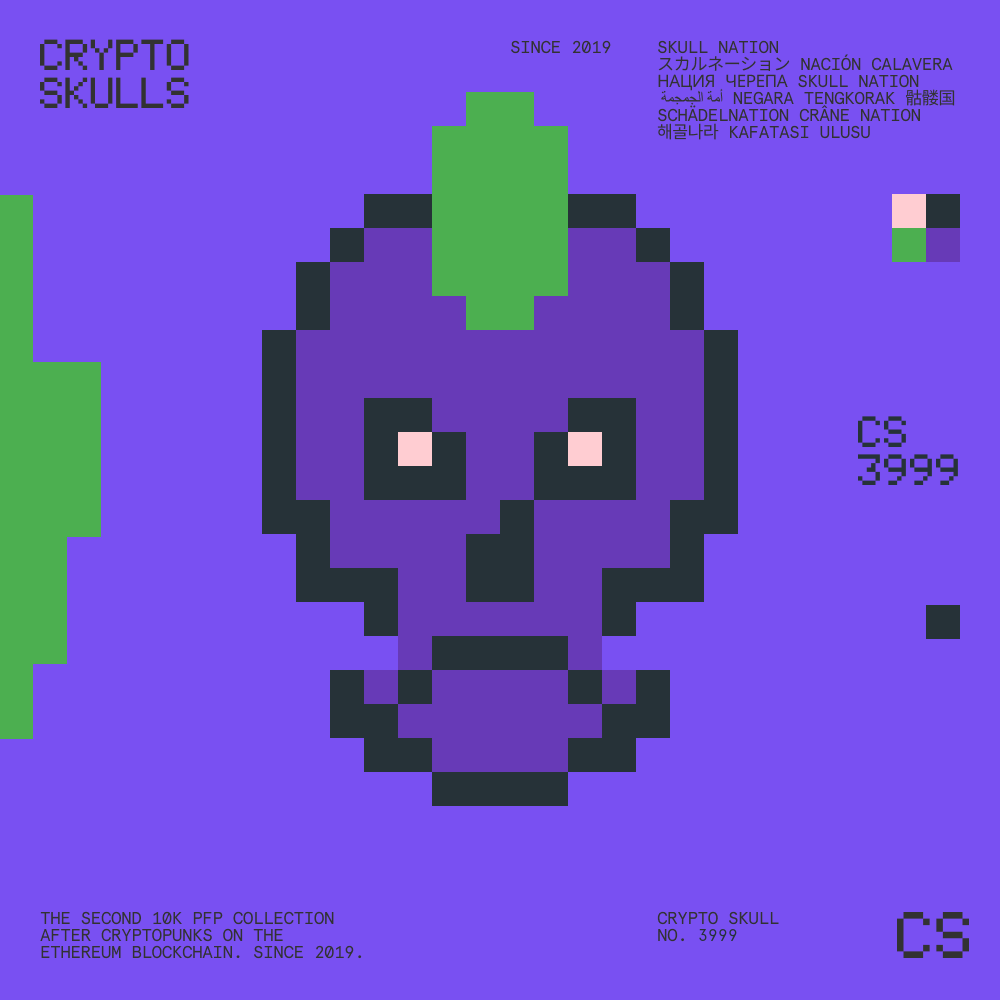 CRYPTO
SKULLS
SINCE 2019
SKULL NATION
スカルネーション NACIÓN CALAVERA
НАЦИЯ ЧЕРЕПА SKULL NATION
أمة الجمجمة NEGARA TENGKORAK 骷髅国
SCHÄDELNATION CRÂNE NATION
해골나라 KAFATASI ULUSU
CS
3999
THE SECOND 10K PFP COLLECTION
AFTER CRYPTOPUNKS ON THE
ETHEREUM BLOCKCHAIN. SINCE 2019.
CRYPTO SKULL
NO. 3999
CS